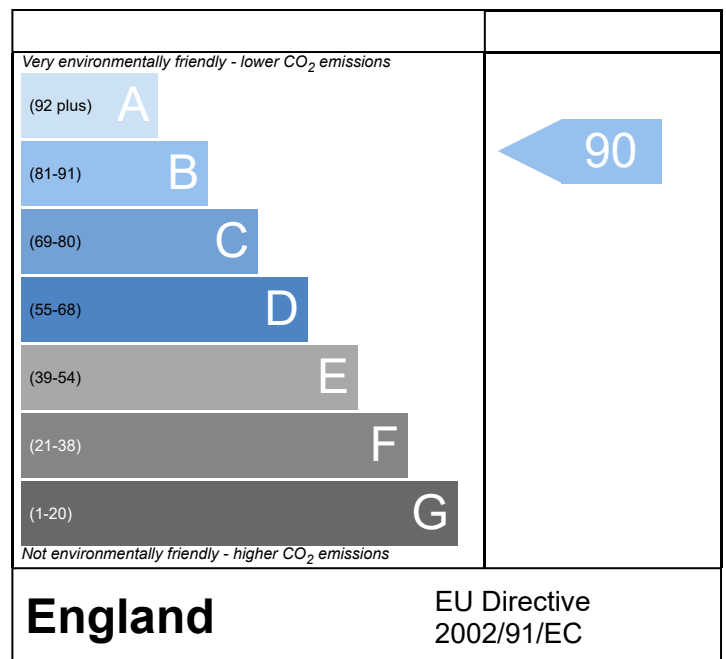 Very environmentally friendly - lower CO2 emissions
(92 plus) A
(81-91) B
90
(69-80) C
(55-68) D
(39-54) E
(21-38) F
(1-20) G
Not environmentally friendly - higher CO2 emissions
England
EU Directive
2002/91/EC